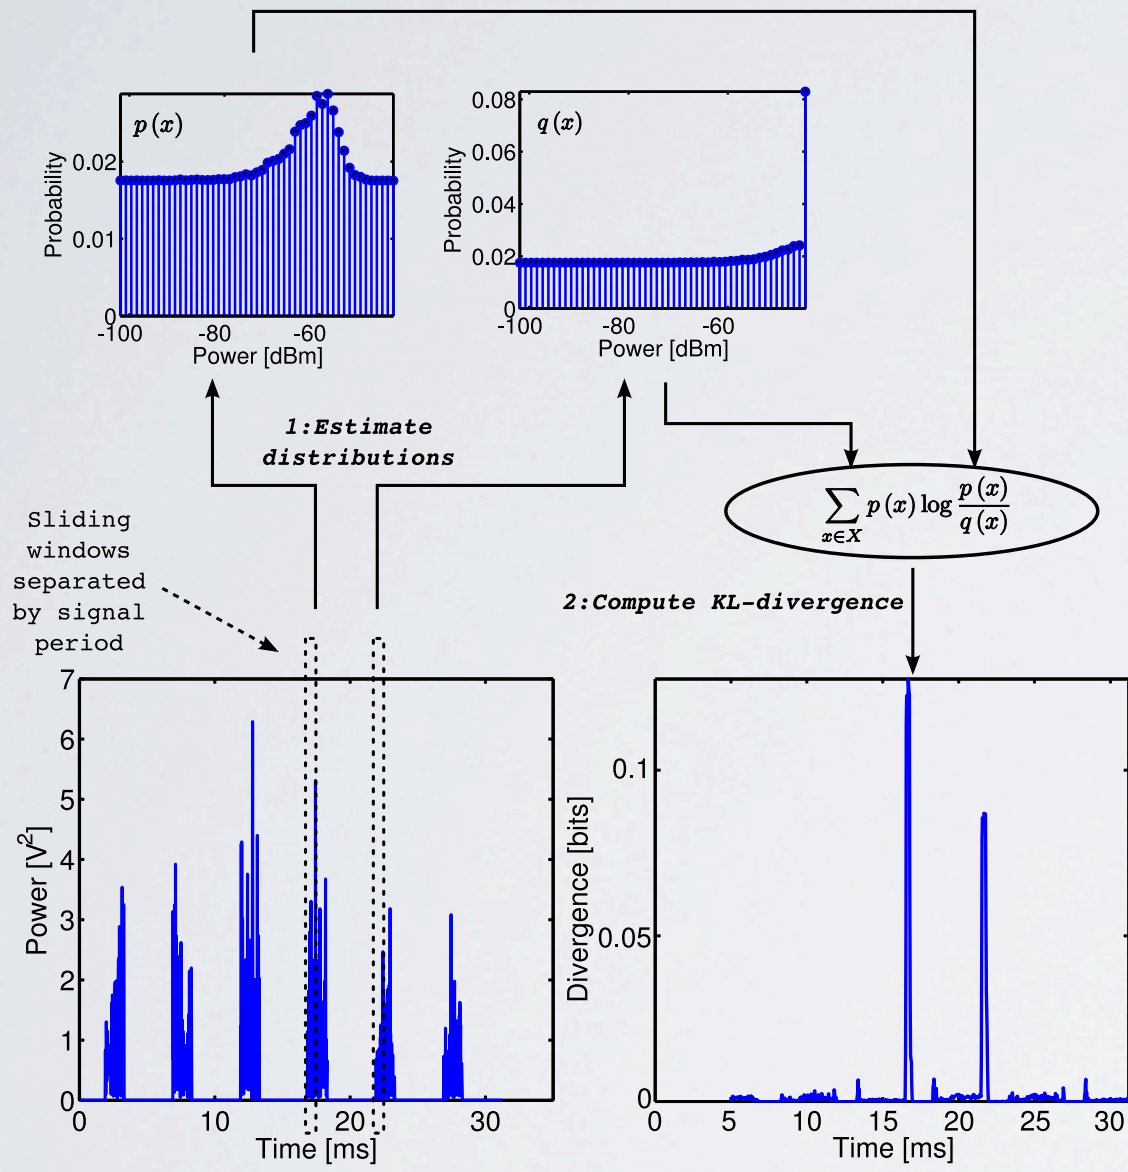 p(x)
Probability
0.02
0.01
0
-100
-80
-60
Power [dBm]
q(x)
Probability
0.08
0.06
0.04
0.02
0
-100
-80
-60
Power [dBm]
1:Estimate
distributions
Sliding
windows
separated
by signal
period
∑ p(x) log p(x)/q(x)
x∈X
2:Compute KL-divergence
Power [V²]
7
6
5
4
3
2
1
0
0
10
20
30
Time [ms]
Divergence [bits]
0.1
0.05
0
0
5
10
15
20
25
30
Time [ms]